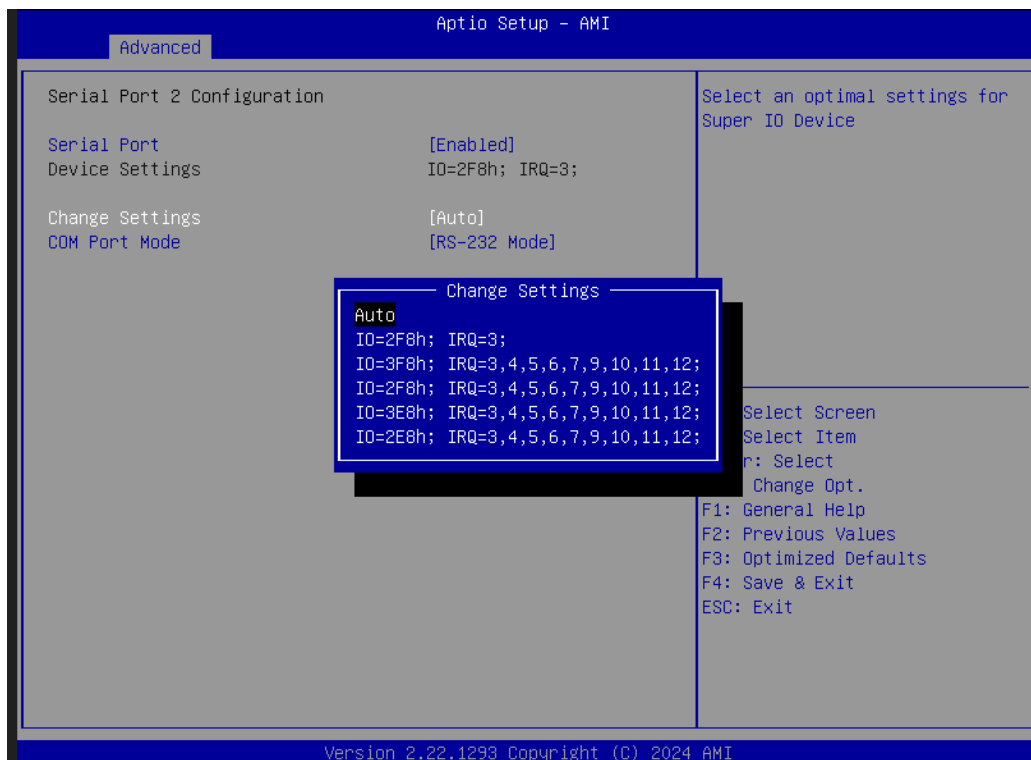 Aptio Setup – AMI
Advanced
Serial Port 2 Configuration
Serial Port [Enabled]
Device Settings IO=2F8h; IRQ=3;
Change Settings [Auto]
COM Port Mode [RS-232 Mode]
Select an optimal settings for
Super IO Device
Change Settings
Auto
IO=2F8h; IRQ=3;
IO=3F8h; IRQ=3,4,5,6,7,9,10,11,12;
IO=2F8h; IRQ=3,4,5,6,7,9,10,11,12;
IO=3E8h; IRQ=3,4,5,6,7,9,10,11,12;
IO=2E8h; IRQ=3,4,5,6,7,9,10,11,12;
Select Screen
Select Item
r: Select
Change Opt.
F1: General Help
F2: Previous Values
F3: Optimized Defaults
F4: Save & Exit
ESC: Exit
Version 2.22.1293 Copyright (C) 2024 AMI